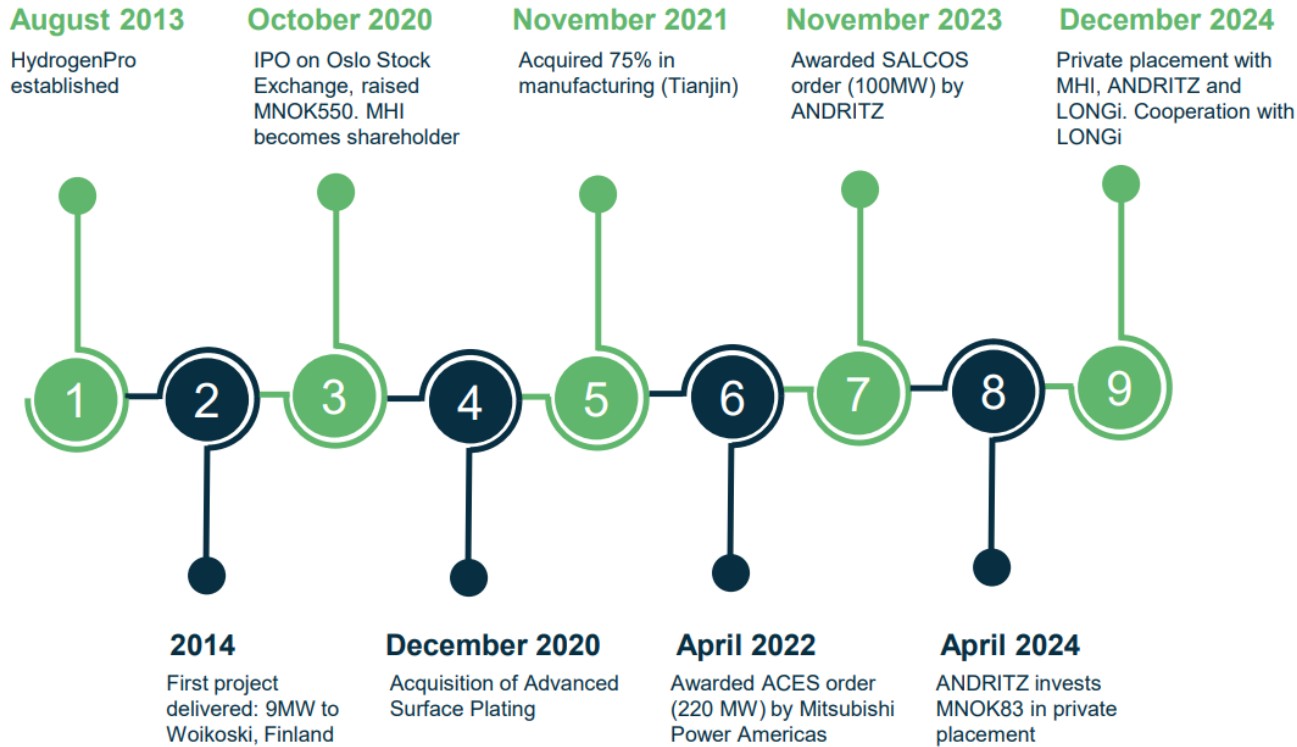 August 2013
HydrogenPro
established
October 2020
IPO on Oslo Stock
Exchange, raised
MNOK550. MHI
becomes shareholder
November 2021
Acquired 75% in
manufacturing (Tianjin)
November 2023
Awarded SALCOS
order (100MW) by
ANDRITZ
December 2024
Private placement with
MHI, ANDRITZ and
LONGi. Cooperation with
LONGi
1
2
3
4
5
6
7
8
9
2014
First project
delivered: 9MW to
Woikoski, Finland
December 2020
Acquisition of Advanced
Surface Plating
April 2022
Awarded ACES order
(220 MW) by Mitsubishi
Power Americas
April 2024
ANDRITZ invests
MNOK83 in private
placement